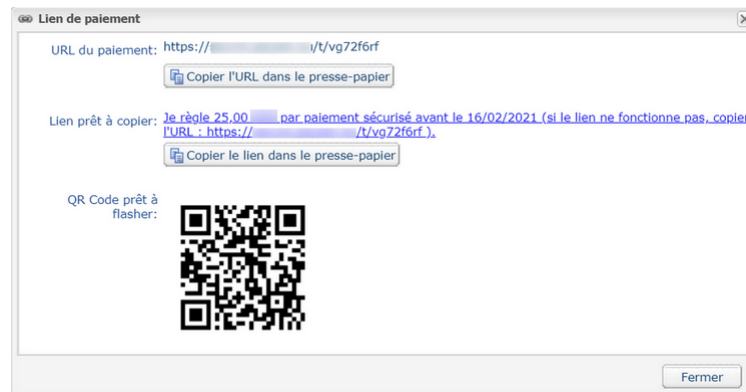 Lien de paiement
URL du paiement: https:// /t/vg72f6rf
Copier l'URL dans le presse-papier
Lien prêt à copier: Je règle 25,00 par paiement sécurisé avant le 16/02/2021 (si le lien ne fonctionne pas, copier
l'URL : https:// /t/vg72f6rf ).
Copier le lien dans le presse-papier
QR Code prêt à
flasher:
Fermer